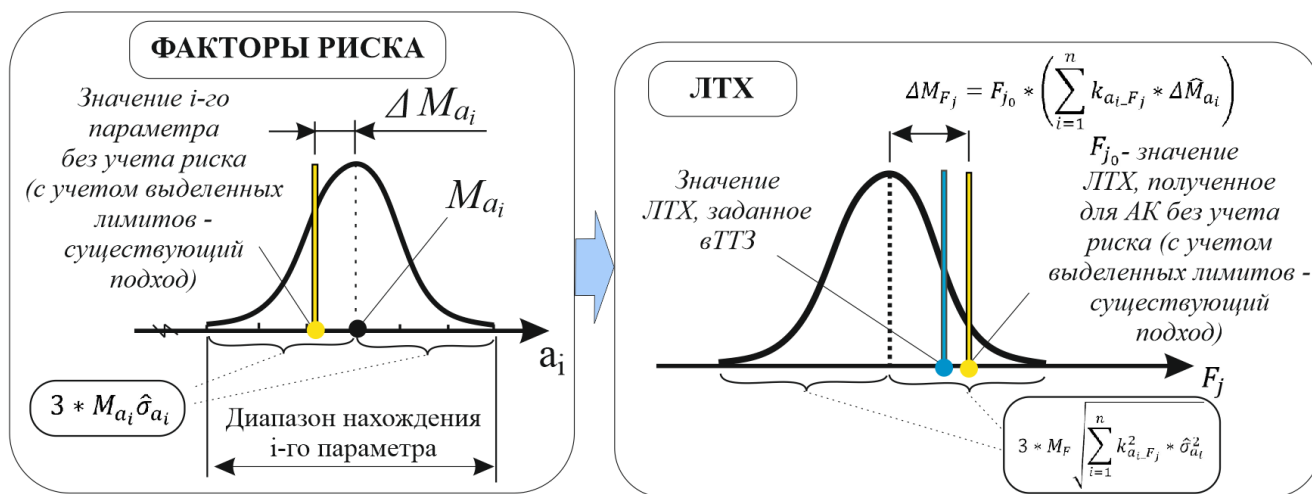 ФАКТОРЫ РИСКА
Значение i-го
параметра
без учета риска
(с учетом выделенных
лимитов -
существующий
подход)
Δ M_{a_i}
M_{a_i}
a_i
3 * M_{a_i} σ̂_{a_i}
Диапазон нахождения
i-го параметра
ЛТХ
ΔM_{F_j} = F_{j_0} * (∑_{i=1}^{n} k_{a_i_F_j} * ΔM̂_{a_i})
Значение
ЛТХ, заданное
вТТЗ
F_{j_0}- значение
ЛТХ, полученное
для АК без учета
риска (с учетом
выделенных лимитов -
существующий
подход)
F_j
3 * M_F √(∑_{i=1}^{n} k²_{a_i_F_j} * σ̂²_{a_i})